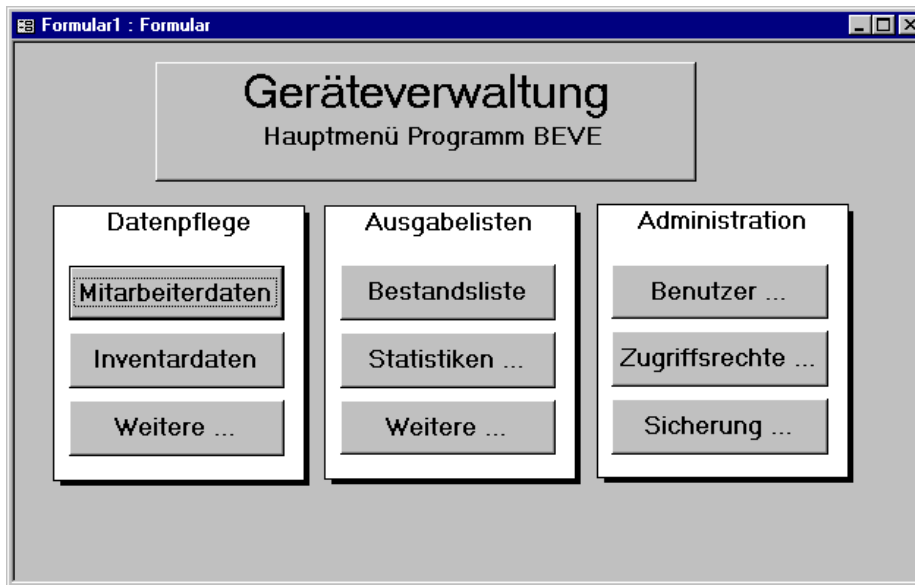 Formular1 : Formular
Geräteverwaltung
Hauptmenü Programm BEVE
Datenpflege
Mitarbeiterdaten
Inventardaten
Weitere ...
Ausgabelisten
Bestandsliste
Statistiken ...
Weitere ...
Administration
Benutzer ...
Zugriffsrechte ...
Sicherung ...